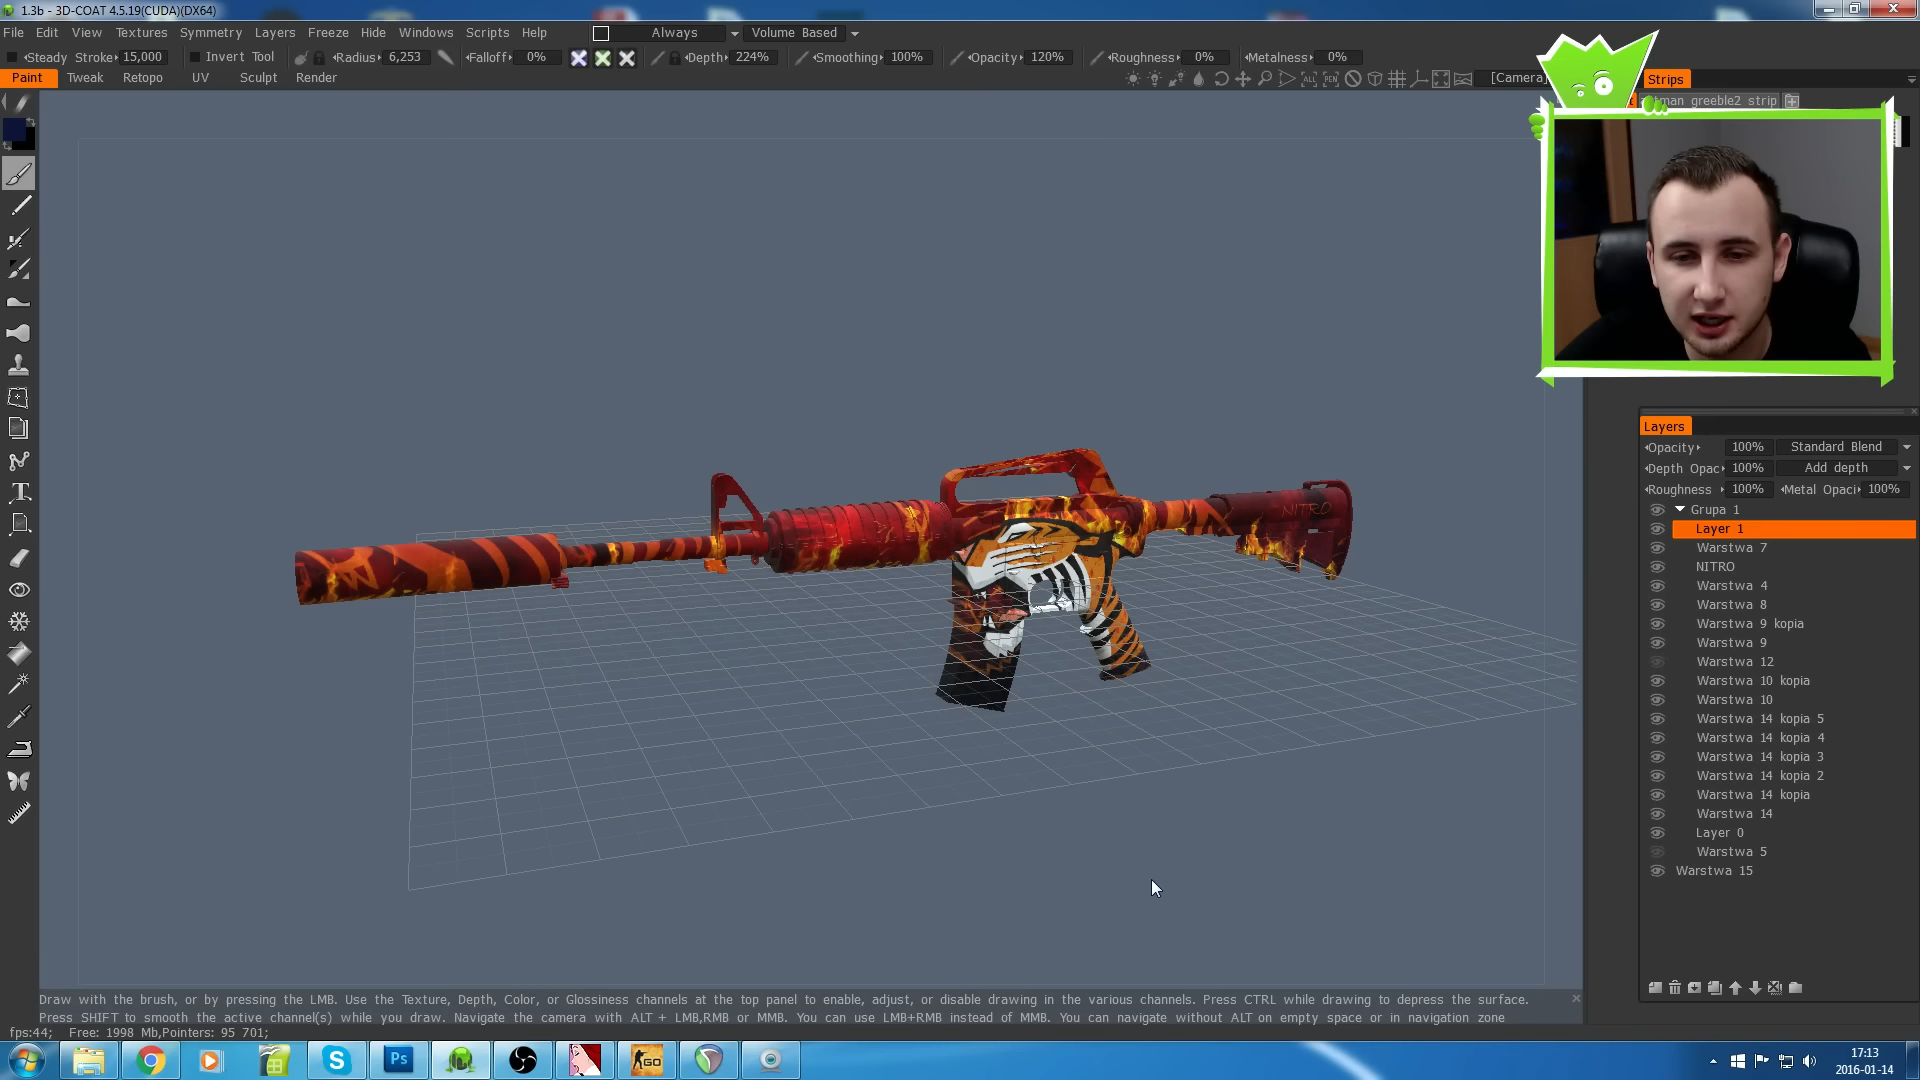 1.3b - 3D-COAT 4.5.19(CUDA)(DX64)
File Edit View Textures Symmetry Layers Freeze Hide Windows Scripts Help Always Volume Based
Steady Stroke 15,000 Invert Tool Radius 6,253 Falloff 0% Depth 224% Smoothing 100% Opacity 120% Roughness 0% Metalness 0%
Paint Tweak Retopo UV Sculpt Render ALL PEN [Camera] Strips
greeble2 strip
Layers
Opacity 100% Standard Blend
Depth Opac 100% Add depth
Roughness 100% Metal Opaci 100%
Grupa 1
Layer 1
Warstwa 7
NITRO
Warstwa 4
Warstwa 8
Warstwa 9 kopia
Warstwa 9
Warstwa 12
Warstwa 10 kopia
Warstwa 10
Warstwa 14 kopia 5
Warstwa 14 kopia 4
Warstwa 14 kopia 3
Warstwa 14 kopia 2
Warstwa 14 kopia
Warstwa 14
Layer 0
Warstwa 5
Warstwa 15
NITRO
Draw with the brush, or by pressing the LMB. Use the Texture, Depth, Color, or Glossiness channels at the top panel to enable, adjust, or disable drawing in the various channels. Press CTRL while drawing to depress the surface.
Press SHIFT to smooth the active channel(s) while you draw. Navigate the camera with ALT + LMB,RMB or MMB. You can use LMB+RMB instead of MMB. You can navigate without ALT on empty space or in navigation zone
fps:44; Free: 1998 Mb,Pointers: 95 701;
S
Ps
GO
17:13
2016-01-14